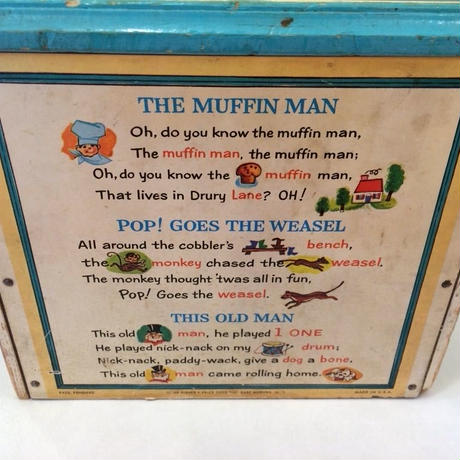 THE MUFFIN MAN
Oh, do you know the muffin man,
The muffin man, the muffin man;
Oh, do you know the muffin man,
That lives in Drury Lane? OH!
POP! GOES THE WEASEL
All around the cobbler's bench,
the monkey chased the weasel.
The monkey thought 'twas all in fun,
Pop! Goes the weasel.
THIS OLD MAN
This old man, he played 1 ONE
He played nick-nack on my drum;
Nick-nack, paddy-wack, give a dog a bone.
This old man came rolling home.
MADE IN U.S.A.